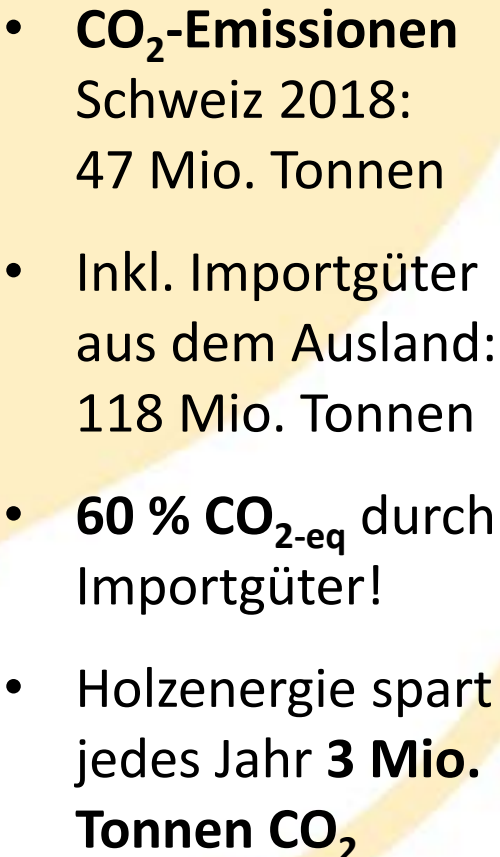 • CO₂-Emissionen
Schweiz 2018:
47 Mio. Tonnen
• Inkl. Importgüter
aus dem Ausland:
118 Mio. Tonnen
• 60 % CO₂₋eq durch
Importgüter!
• Holzenergie spart
jedes Jahr 3 Mio.
Tonnen CO₂